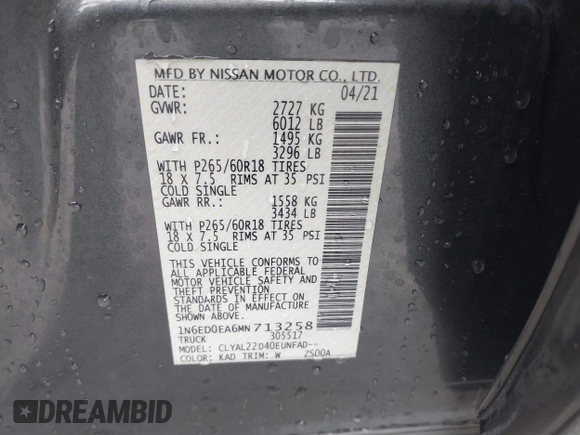 MFD BY NISSAN MOTOR CO., LTD.
DATE: 04/21
GVWR: 2727 KG
6012 LB
GAWR FR.: 1495 KG
3296 LB
WITH P265/60R18 TIRES
18 X 7.5 RIMS AT 35 PSI
COLD SINGLE
GAWR RR.: 1558 KG
3434 LB
WITH P265/60R18 TIRES
18 X 7.5 RIMS AT 35 PSI
COLD SINGLE
THIS VEHICLE CONFORMS TO
ALL APPLICABLE FEDERAL
MOTOR VEHICLE SAFETY AND
THEFT PREVENTION
STANDARDS IN EFFECT ON
THE DATE OF MANUFACTURE
SHOWN ABOVE.
1N6ED0EA6MN713258
TRUCK 305517
MODEL: CLYAL22D40EUNFAD--
COLOR: KAD TRIM: W ZS00A
DREAMBID